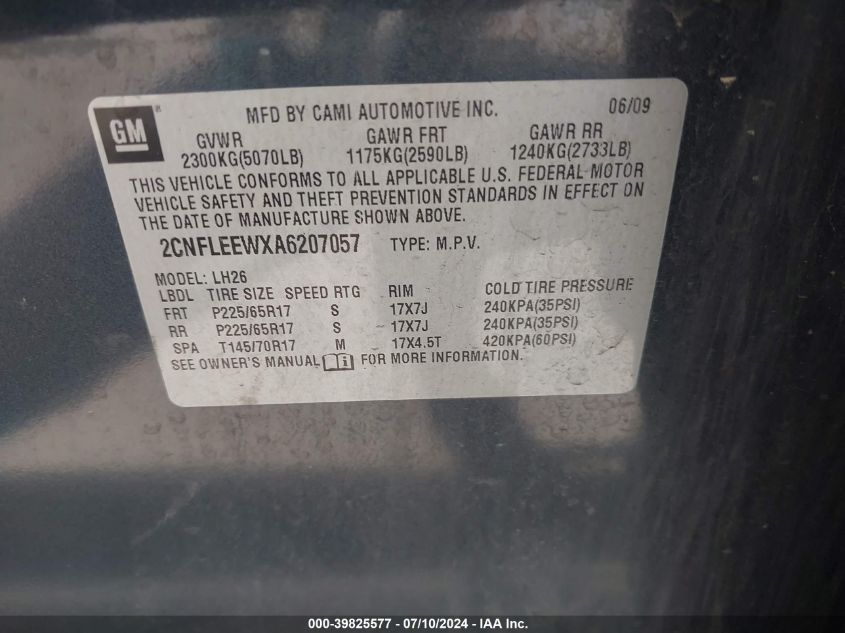 GM ®
MFD BY CAMI AUTOMOTIVE INC. 06/09
GVWR GAWR FRT GAWR RR
2300KG(5070LB) 1175KG(2590LB) 1240KG(2733LB)
THIS VEHICLE CONFORMS TO ALL APPLICABLE U.S. FEDERAL MOTOR
VEHICLE SAFETY AND THEFT PREVENTION STANDARDS IN EFFECT ON
THE DATE OF MANUFACTURE SHOWN ABOVE.
2CNFLEEWXA6207057 TYPE: M.P.V.
MODEL: LH26
LBDL TIRE SIZE SPEED RTG RIM COLD TIRE PRESSURE
FRT P225/65R17 S 17X7J 240KPA(35PSI)
RR P225/65R17 S 17X7J 240KPA(35PSI)
SPA T145/70R17 M 17X4.5T 420KPA(60PSI)
SEE OWNER'S MANUAL i FOR MORE INFORMATION.
000-39825577 - 07/10/2024 - IAA Inc.